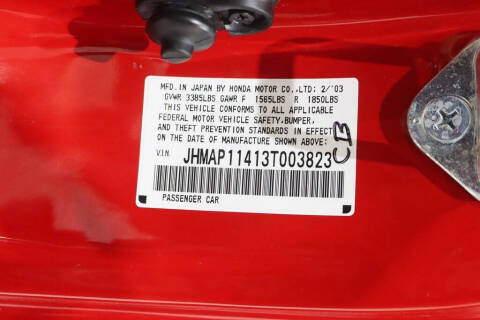 MFD.IN JAPAN BY HONDA MOTOR CO.,LTD: 2/'03
GVWR 3385LBS GAWR F 1565LBS R 1850LBS
THIS VEHICLE CONFORMS TO ALL APPLICABLE
FEDERAL MOTOR VEHICLE SAFETY,BUMPER,
AND THEFT PREVENTION STANDARDS IN EFFECT
ON THE DATE OF MANUFACTURE SHOWN ABOVE:
V.I.N. JHMAP11413T003823
PASSENGER CAR